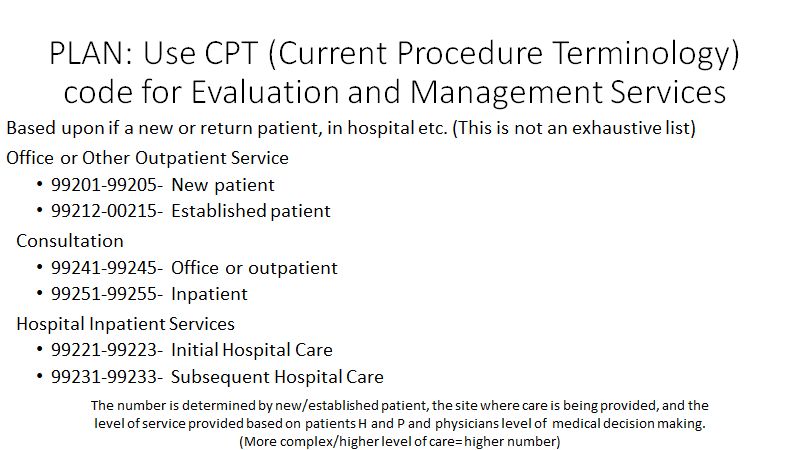 PLAN: Use CPT (Current Procedure Terminology)
code for Evaluation and Management Services
Based upon if a new or return patient, in hospital etc. (This is not an exhaustive list)
Office or Other Outpatient Service
• 99201-99205- New patient
• 99212-00215- Established patient
Consultation
• 99241-99245- Office or outpatient
• 99251-99255- Inpatient
Hospital Inpatient Services
• 99221-99223- Initial Hospital Care
• 99231-99233- Subsequent Hospital Care
The number is determined by new/established patient, the site where care is being provided, and the
level of service provided based on patients H and P and physicians level of medical decision making.
(More complex/higher level of care= higher number)